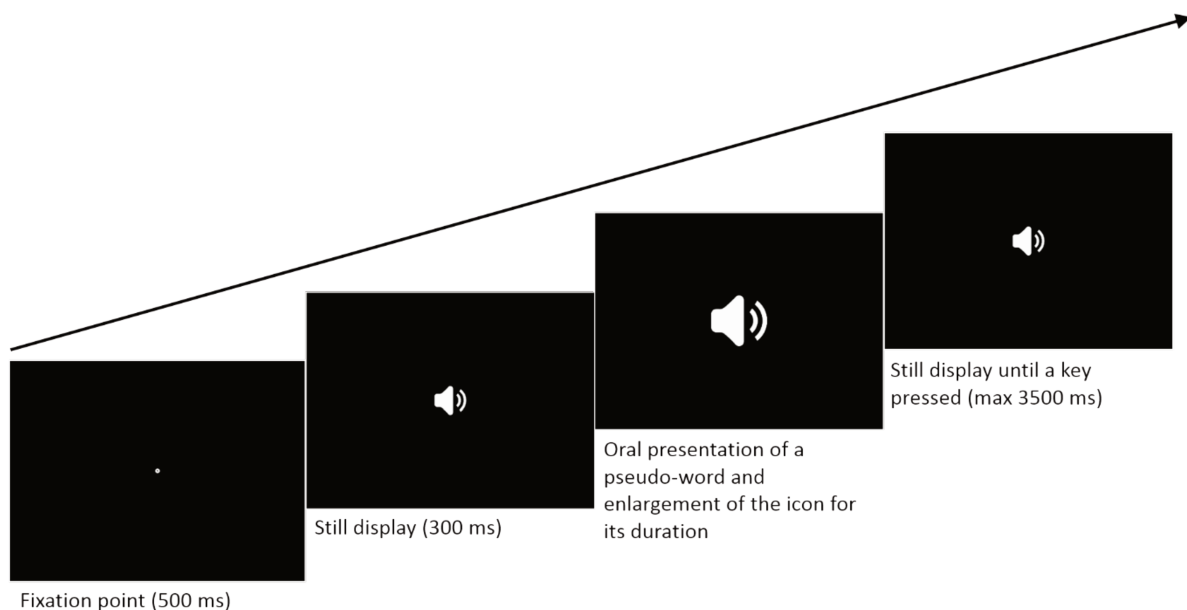 Fixation point (500 ms)
Still display (300 ms)
Oral presentation of a
pseudo-word and
enlargement of the icon for
its duration
Still display until a key
pressed (max 3500 ms)